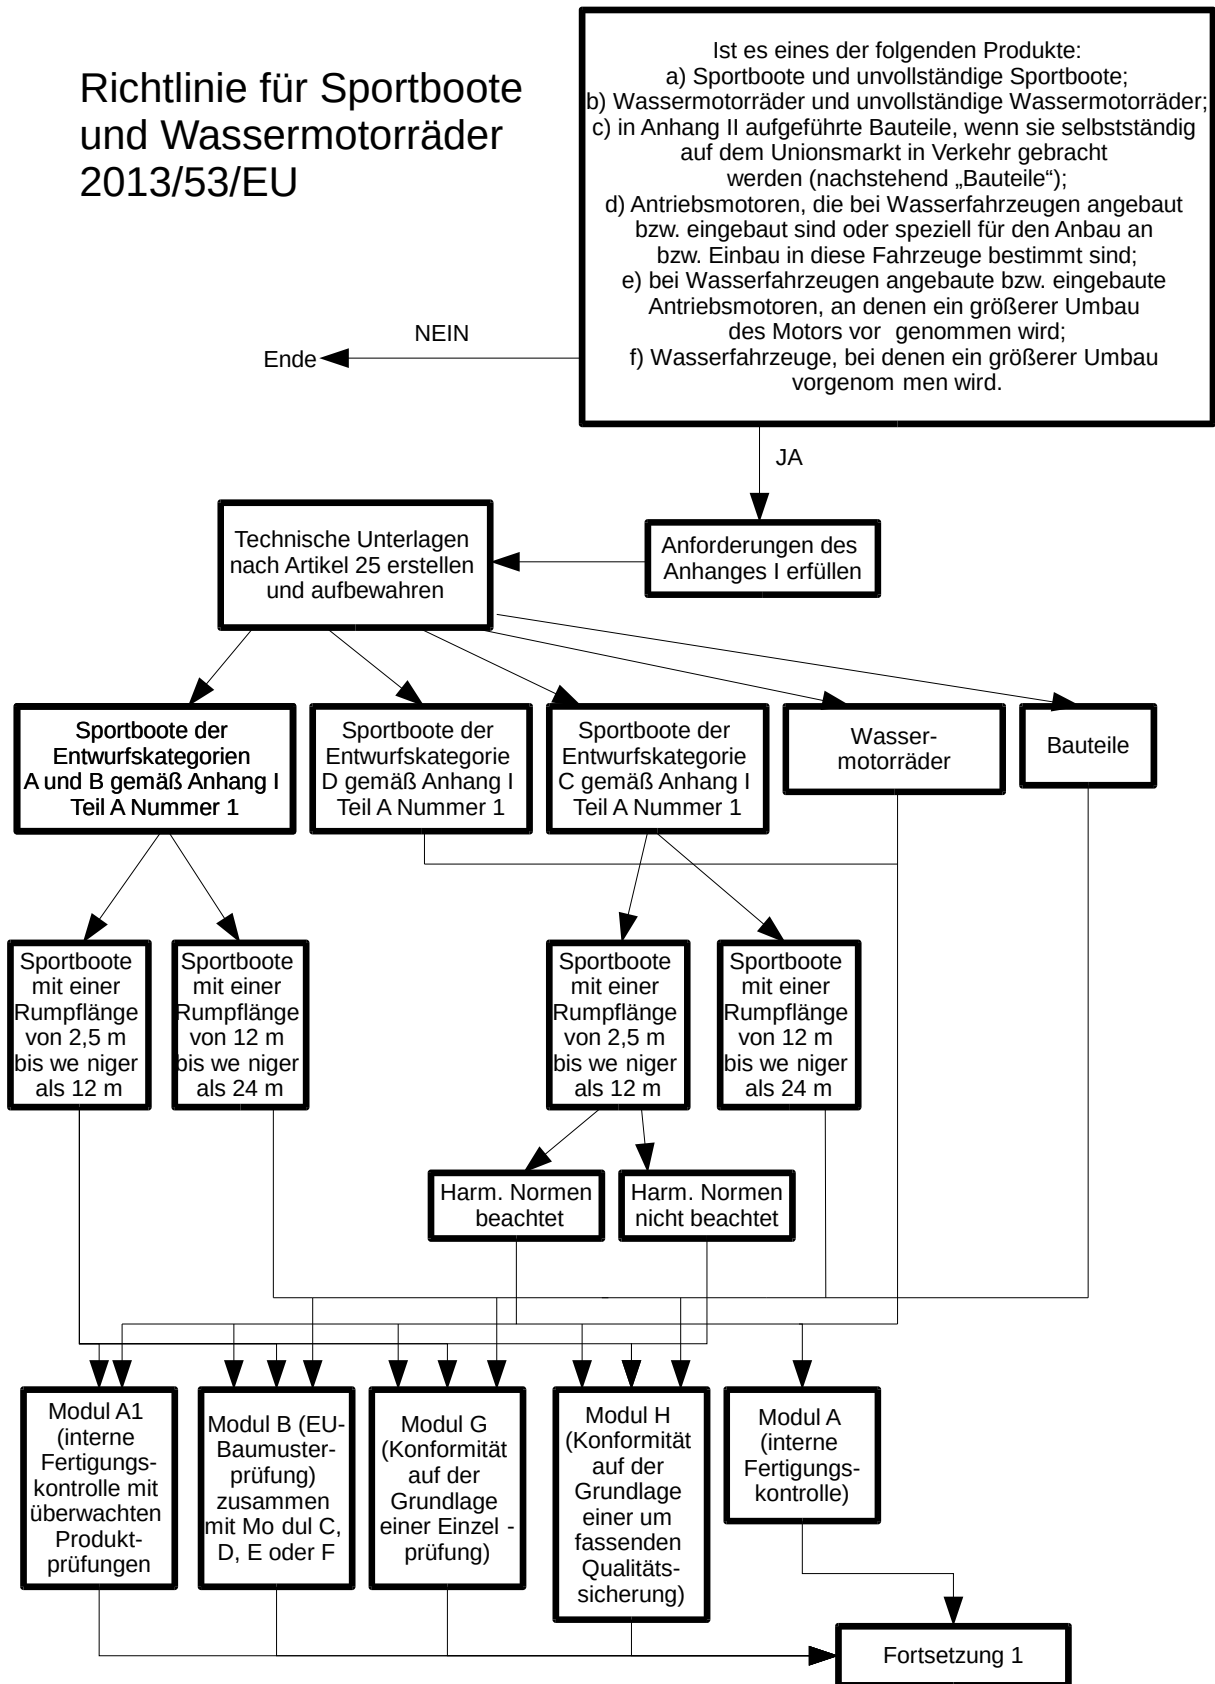 Richtlinie für Sportboote
und Wassermotorräder
2013/53/EU
Ist es eines der folgenden Produkte:
a) Sportboote und unvollständige Sportboote;
b) Wassermotorräder und unvollständige Wassermotorräder;
c) in Anhang II aufgeführte Bauteile, wenn sie selbstständig
auf dem Unionsmarkt in Verkehr gebracht
werden (nachstehend „Bauteile“);
d) Antriebsmotoren, die bei Wasserfahrzeugen angebaut
bzw. eingebaut sind oder speziell für den Anbau an
bzw. Einbau in diese Fahrzeuge bestimmt sind;
e) bei Wasserfahrzeugen angebaute bzw. eingebaute
Antriebsmotoren, an denen ein größerer Umbau
des Motors vor genommen wird;
f) Wasserfahrzeuge, bei denen ein größerer Umbau
vorgenom men wird.
NEIN
Ende
JA
Anforderungen des
Anhanges I erfüllen
Technische Unterlagen
nach Artikel 25 erstellen
und aufbewahren
Sportboote der
Entwurfskategorien
A und B gemäß Anhang I
Teil A Nummer 1
Sportboote der
Entwurfskategorie
D gemäß Anhang I
Teil A Nummer 1
Sportboote der
Entwurfskategorie
C gemäß Anhang I
Teil A Nummer 1
Wasser-
motorräder
Bauteile
Sportboote
mit einer
Rumpflänge
von 2,5 m
bis we niger
als 12 m
Sportboote
mit einer
Rumpflänge
von 12 m
bis we niger
als 24 m
Sportboote
mit einer
Rumpflänge
von 2,5 m
bis we niger
als 12 m
Sportboote
mit einer
Rumpflänge
von 12 m
bis we niger
als 24 m
Harm. Normen
beachtet
Harm. Normen
nicht beachtet
Modul A1
(interne
Fertigungs-
kontrolle mit
überwachten
Produkt-
prüfungen
Modul B (EU-
Baumuster-
prüfung)
zusammen
mit Mo dul C,
D, E oder F
Modul G
(Konformität
auf der
Grundlage
einer Einzel -
prüfung)
Modul H
(Konformität
auf der
Grundlage
einer um
fassenden
Qualitäts-
sicherung)
Modul A
(interne
Fertigungs-
kontrolle)
Fortsetzung 1